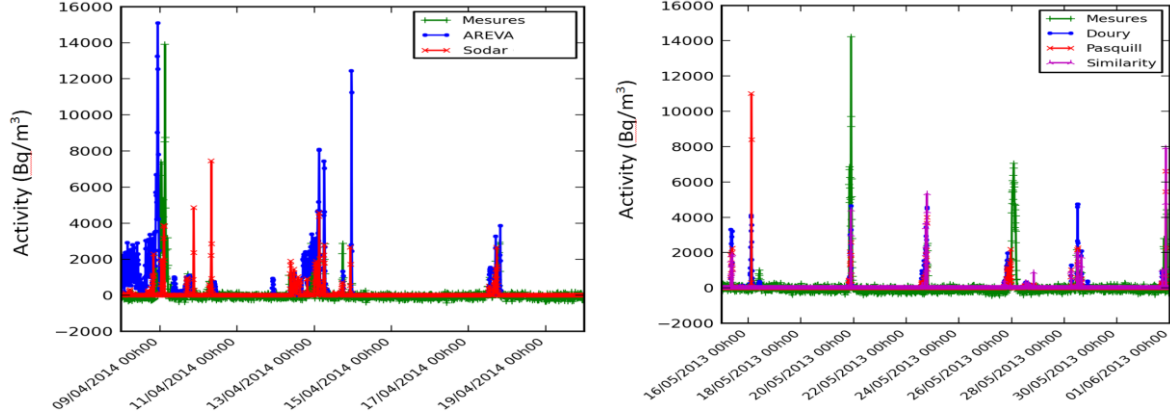 16000
14000
12000
10000
8000
6000
4000
2000
0
−2000
Activity (Bq/m³)
Mesures
AREVA
Sodar
09/04/2014 00h00
11/04/2014 00h00
13/04/2014 00h00
15/04/2014 00h00
17/04/2014 00h00
19/04/2014 00h00
16000
14000
12000
10000
8000
6000
4000
2000
0
−2000
Activity (Bq/m³)
Mesures
Doury
Pasquill
Similarity
16/05/2013 00h00
18/05/2013 00h00
20/05/2013 00h00
22/05/2013 00h00
24/05/2013 00h00
26/05/2013 00h00
28/05/2013 00h00
30/05/2013 00h00
01/06/2013 00h00